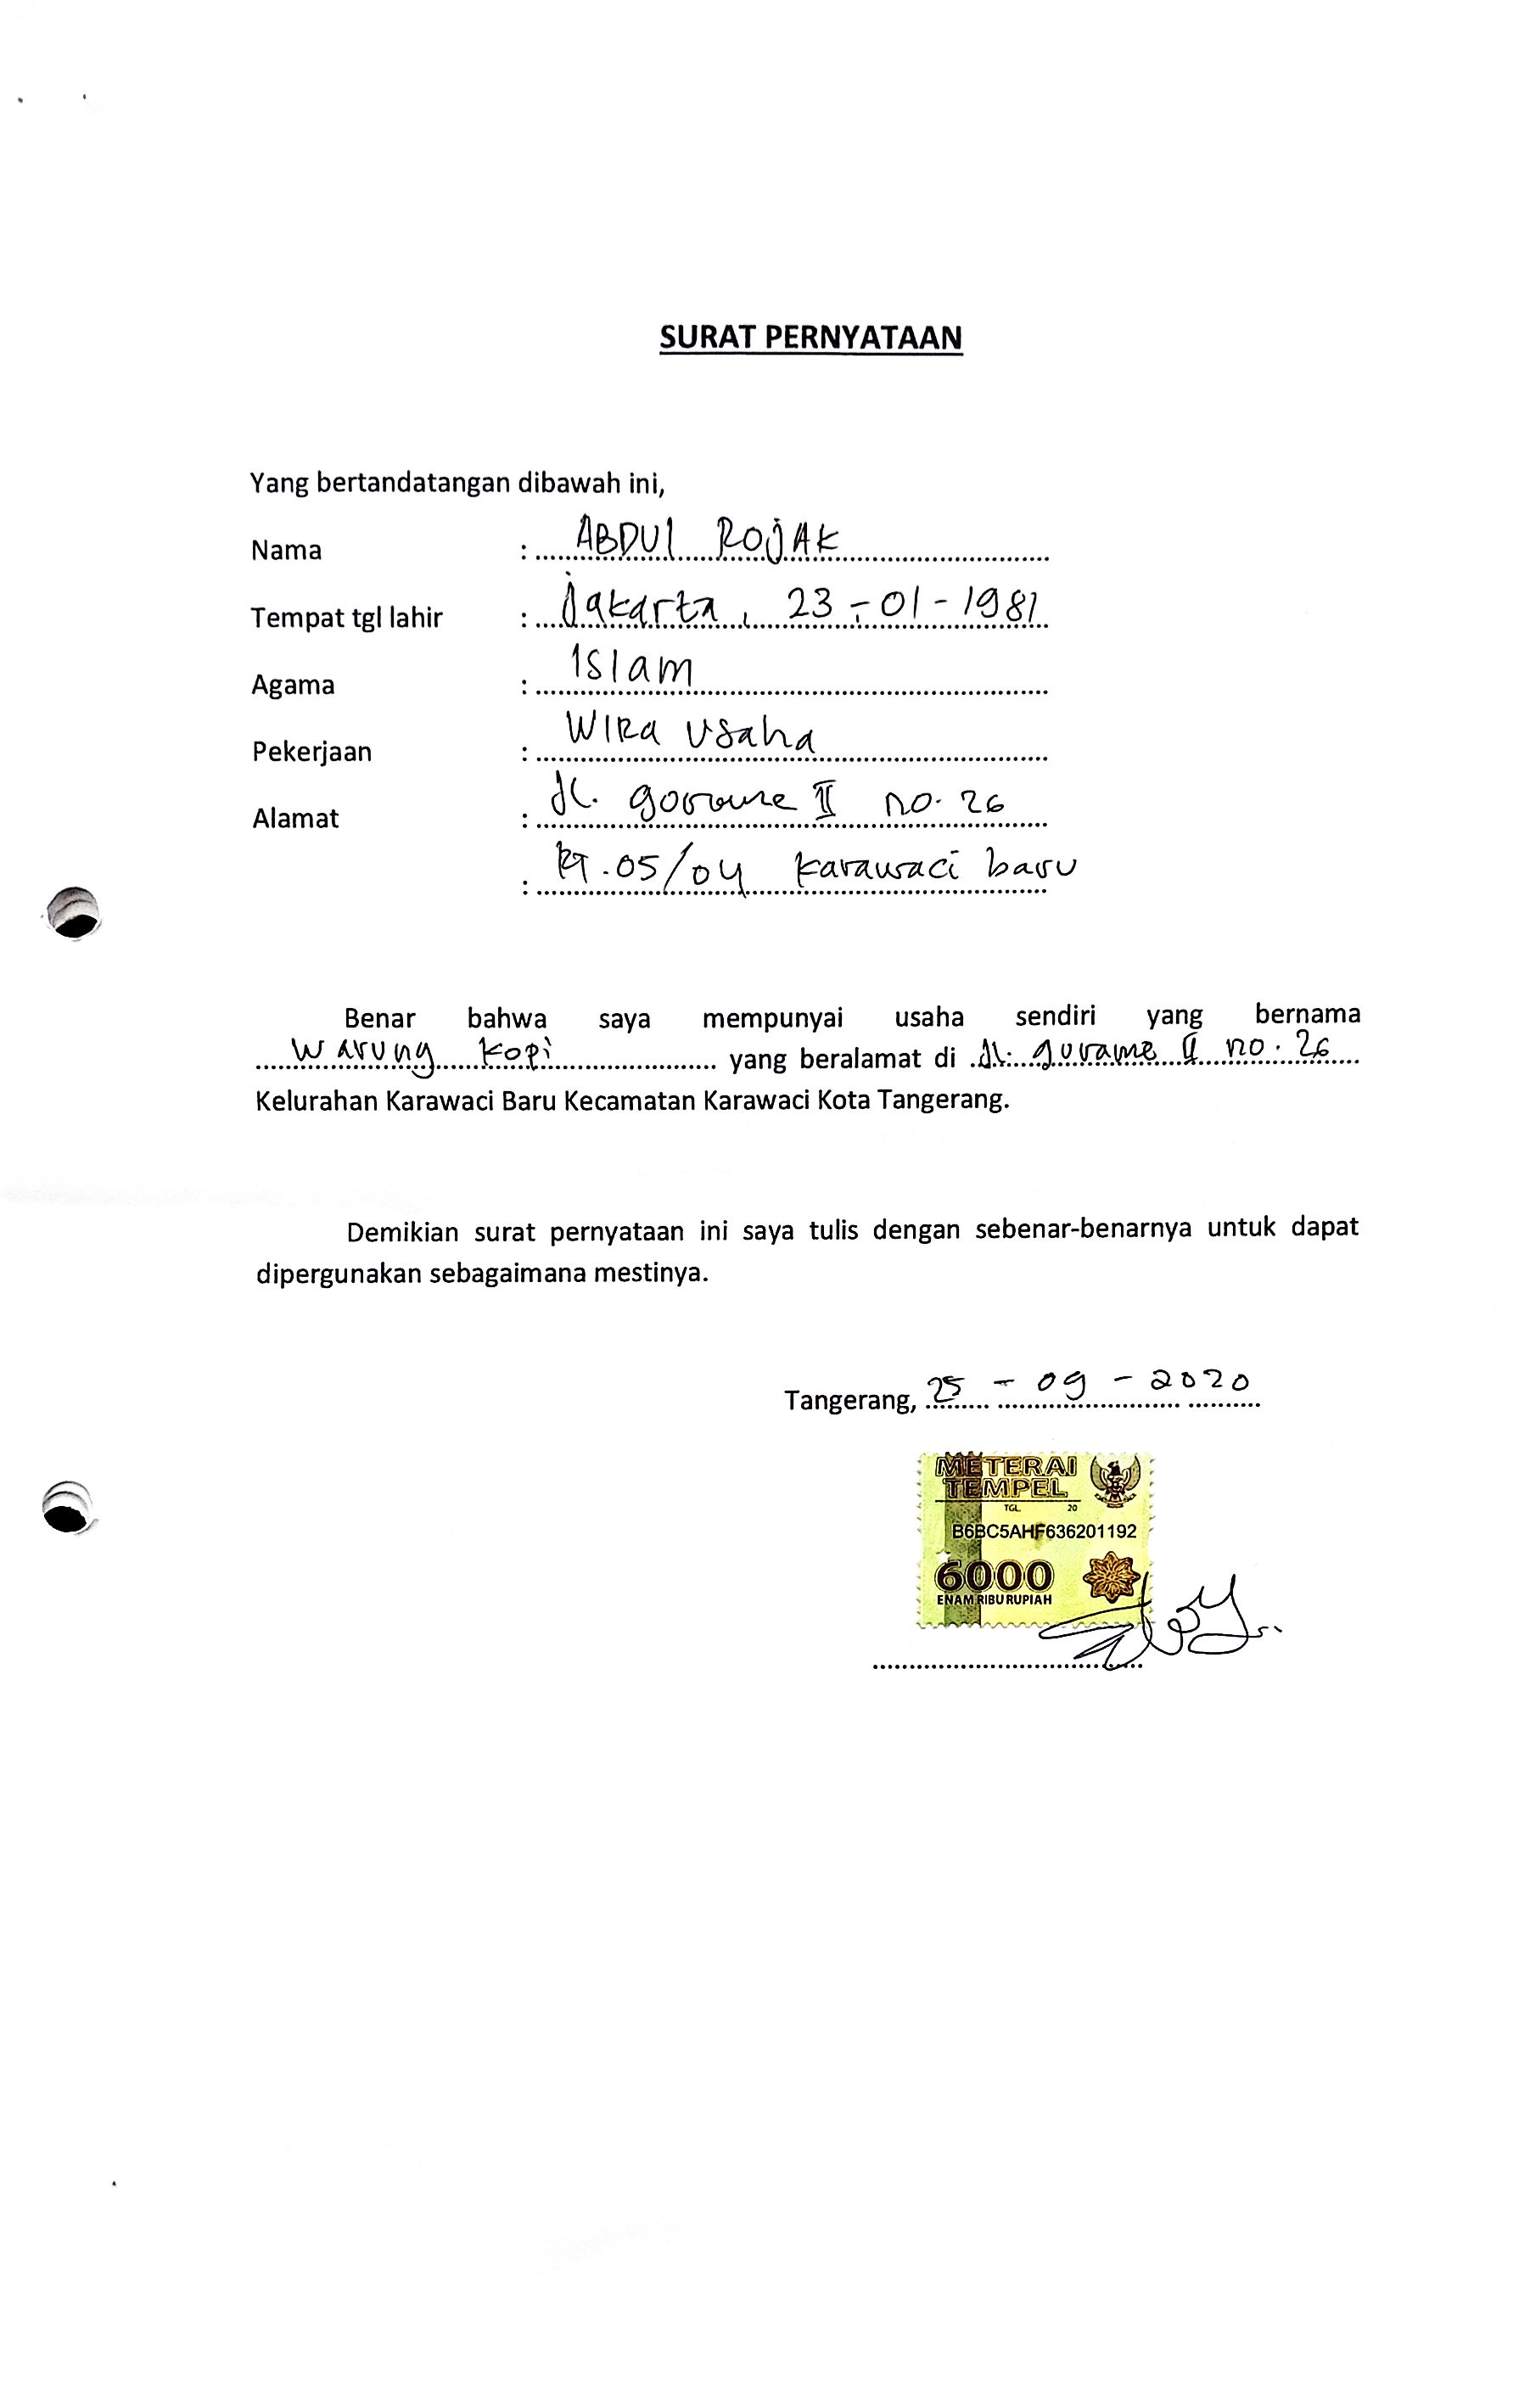 SURAT PERNYATAAN
Yang bertandatangan dibawah ini,
Nama : ABDUl ROJAK
Tempat tgl lahir : Jakarta, 23-01-1981
Agama : Islam
Pekerjaan : WIRa Usaha
Alamat : Jl. gorame II no. 26
: Rt.05/04 karawaci baru
Benar bahwa saya mempunyai usaha sendiri yang bernama
Warung kopi yang beralamat di Jl. gurame II no. 26
Kelurahan Karawaci Baru Kecamatan Karawaci Kota Tangerang.
Demikian surat pernyataan ini saya tulis dengan sebenar-benarnya untuk dapat
dipergunakan sebagaimana mestinya.
Tangerang, 25 - 09 - 2020
METERAI
TEMPEL
TGL. 20
B6BC5AHF636201192
6000
ENAM RIBU RUPIAH